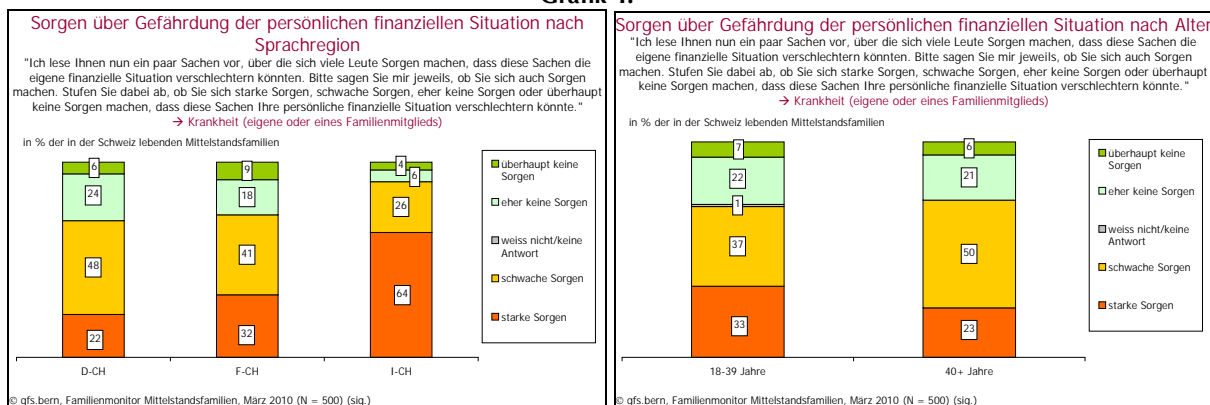 Sorgen über Gefährdung der persönlichen finanziellen Situation nach
Sprachregion
"Ich lese Ihnen nun ein paar Sachen vor, über die sich viele Leute Sorgen machen, dass diese Sachen die
eigene finanzielle Situation verschlechtern könnten. Bitte sagen Sie mir jeweils, ob Sie sich auch Sorgen
machen. Stufen Sie dabei ab, ob Sie sich starke Sorgen, schwache Sorgen, eher keine Sorgen oder überhaupt
keine Sorgen machen, dass diese Sachen Ihre persönliche finanzielle Situation verschlechtern könnte."
→ Krankheit (eigene oder eines Familienmitglieds)
in % der in der Schweiz lebenden Mittelstandsfamilien
6
24
48
22
9
18
41
32
4
6
26
64
D-CH
F-CH
I-CH
überhaupt keine
Sorgen
eher keine Sorgen
weiss nicht/keine
Antwort
schwache Sorgen
starke Sorgen
© gfs.bern, Familienmonitor Mittelstandsfamilien, März 2010 (N = 500) (sig.)
Sorgen über Gefährdung der persönlichen finanziellen Situation nach Alter
"Ich lese Ihnen nun ein paar Sachen vor, über die sich viele Leute Sorgen machen, dass diese Sachen die
eigene finanzielle Situation verschlechtern könnten. Bitte sagen Sie mir jeweils, ob Sie sich auch Sorgen
machen. Stufen Sie dabei ab, ob Sie sich starke Sorgen, schwache Sorgen, eher keine Sorgen oder überhaupt
keine Sorgen machen, dass diese Sachen Ihre persönliche finanzielle Situation verschlechtern könnte."
→ Krankheit (eigene oder eines Familienmitglieds)
in % der in der Schweiz lebenden Mittelstandsfamilien
7
22
1
37
33
6
21
50
23
18-39 Jahre
40+ Jahre
überhaupt keine
Sorgen
eher keine Sorgen
weiss nicht/keine
Antwort
schwache Sorgen
starke Sorgen
© gfs.bern, Familienmonitor Mittelstandsfamilien, März 2010 (N = 500) (sig.)